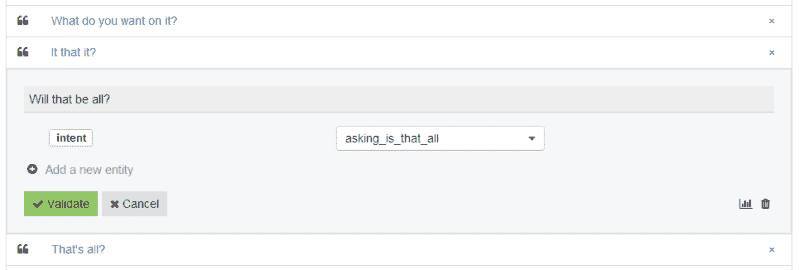 What do you want on it?
It that it?
Will that be all?
intent
asking_is_that_all
Add a new entity
Validate
Cancel
That's all?